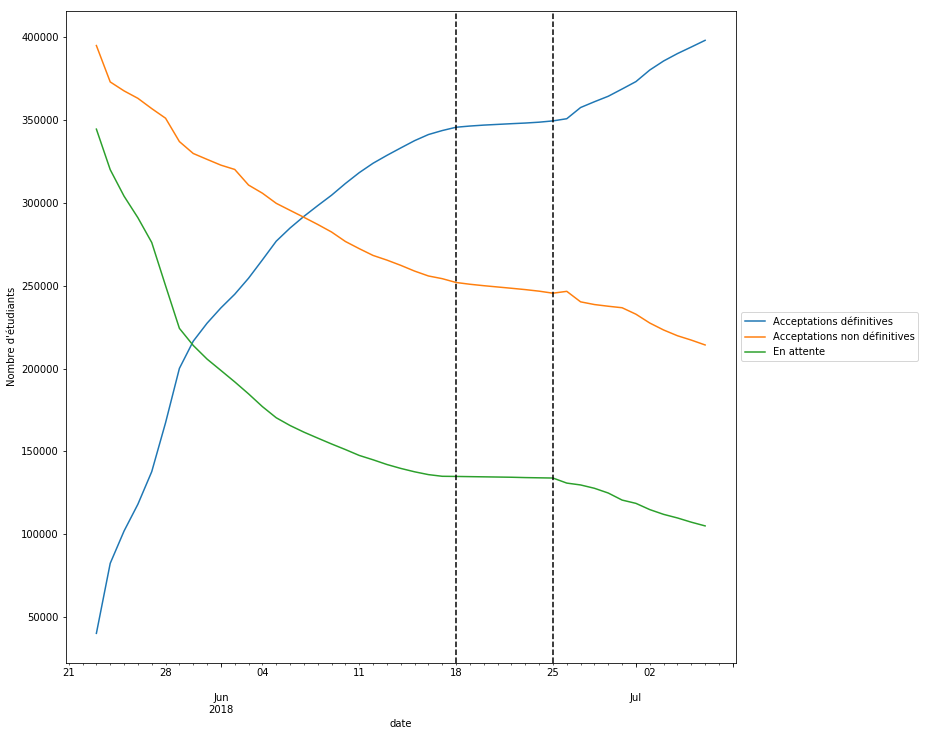 400000
350000
300000
250000
200000
150000
100000
50000
Nombre d'étudiants
21
28
04
11
18
25
02
Jun
2018
Jul
date
Acceptations définitives
Acceptations non définitives
En attente